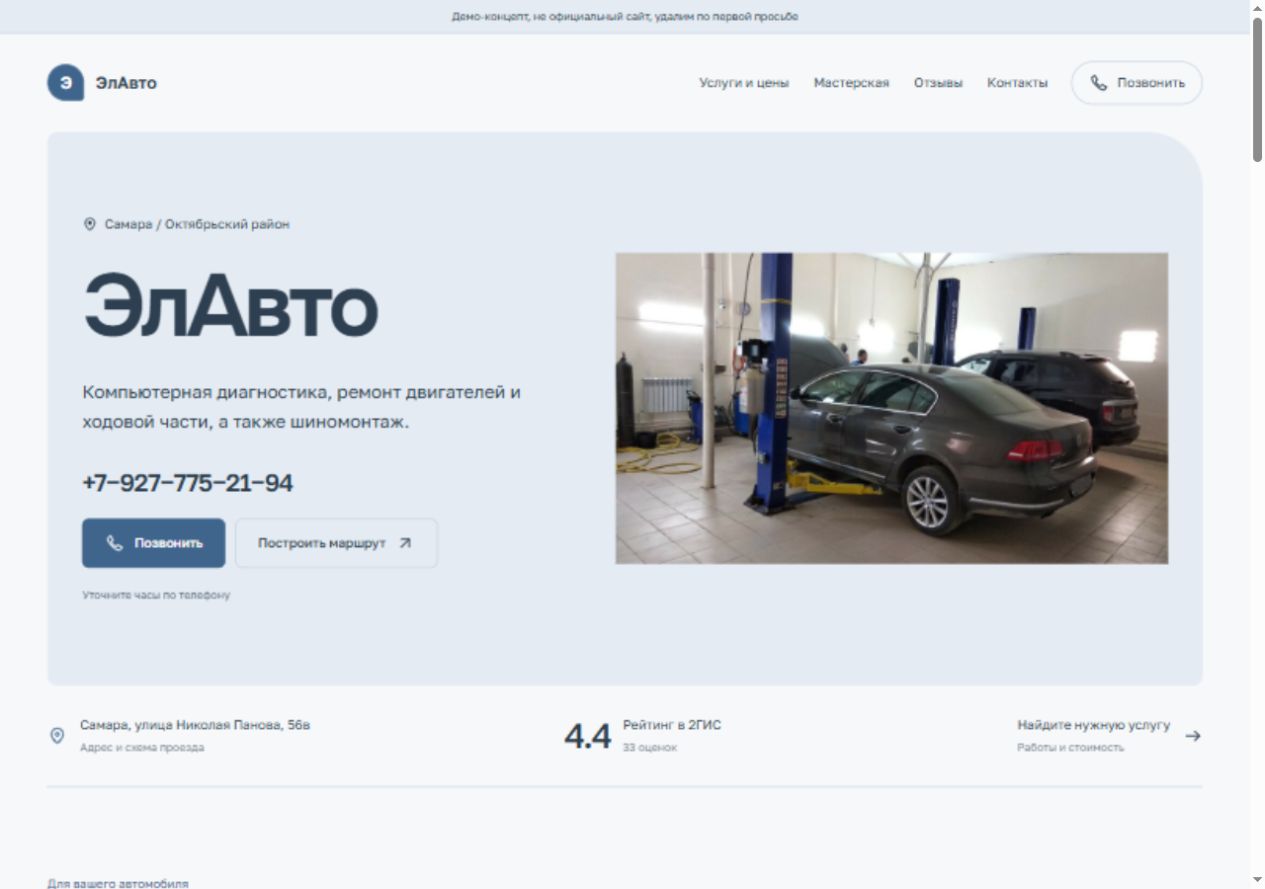 Демо-концепт, не официальный сайт, удалим по первой просьбе
Э ЭлАвто
Услуги и цены Мастерская Отзывы Контакты Позвонить
Самара / Октябрьский район
ЭлАвто
Компьютерная диагностика, ремонт двигателей и
ходовой части, а также шиномонтаж.
+7–927–775–21–94
Позвонить Построить маршрут
Уточните часы по телефону
Самара, улица Николая Панова, 56в
Адрес и схема проезда
4.4 Рейтинг в 2ГИС
33 оценок
Найдите нужную услугу
Работы и стоимость
Для вашего автомобиля